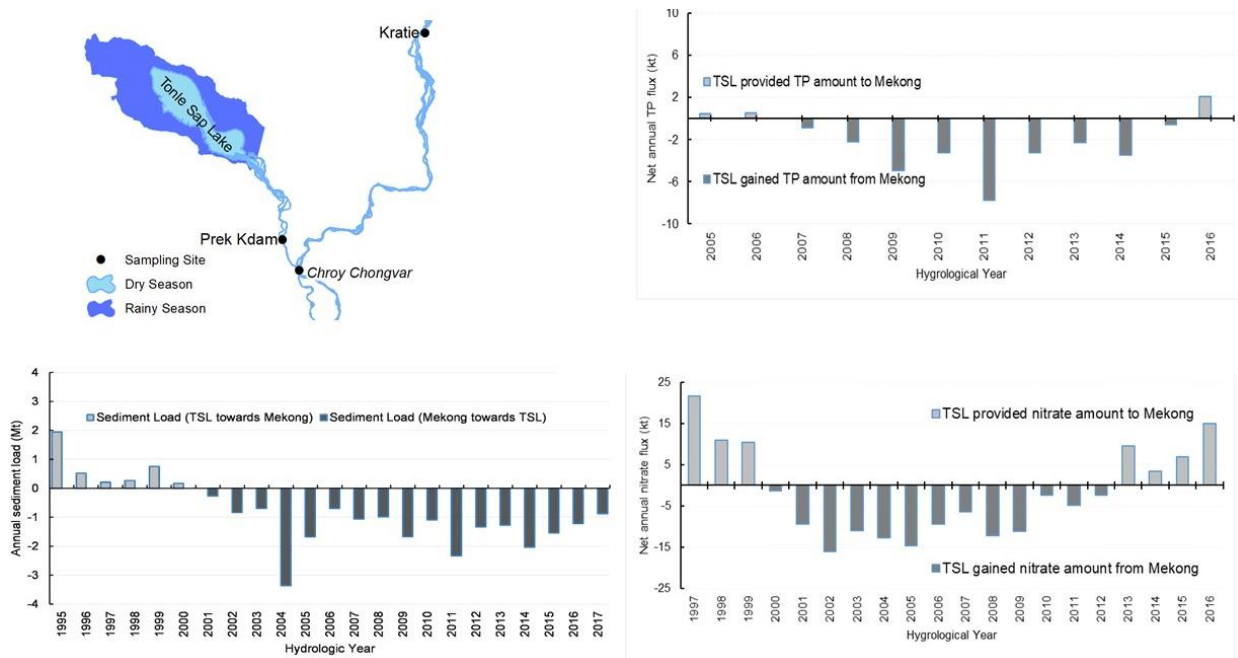 Kratie
Tonle Sap Lake
Prek Kdam
Chroy Chongvar
Sampling Site
Dry Season
Rainy Season
Net annual TP flux (kt)
10
6
2
-2
-6
-10
TSL provided TP amount to Mekong
TSL gained TP amount from Mekong
2005 2006 2007 2008 2009 2010 2011 2012 2013 2014 2015 2016
Hygrological Year
Annual sediment load (Mt)
4
3
2
1
0
-1
-2
-3
-4
Sediment Load (TSL towards Mekong) Sediment Load (Mekong towards TSL)
1995 1996 1997 1998 1999 2000 2001 2002 2003 2004 2005 2006 2007 2008 2009 2010 2011 2012 2013 2014 2015 2016 2017
Hydrologic Year
Net annual nitrate flux (kt)
25
15
5
-5
-15
-25
TSL provided nitrate amount to Mekong
TSL gained nitrate amount from Mekong
1997 1998 1999 2000 2001 2002 2003 2004 2005 2006 2007 2008 2009 2010 2011 2012 2013 2014 2015 2016
Hygrological Year